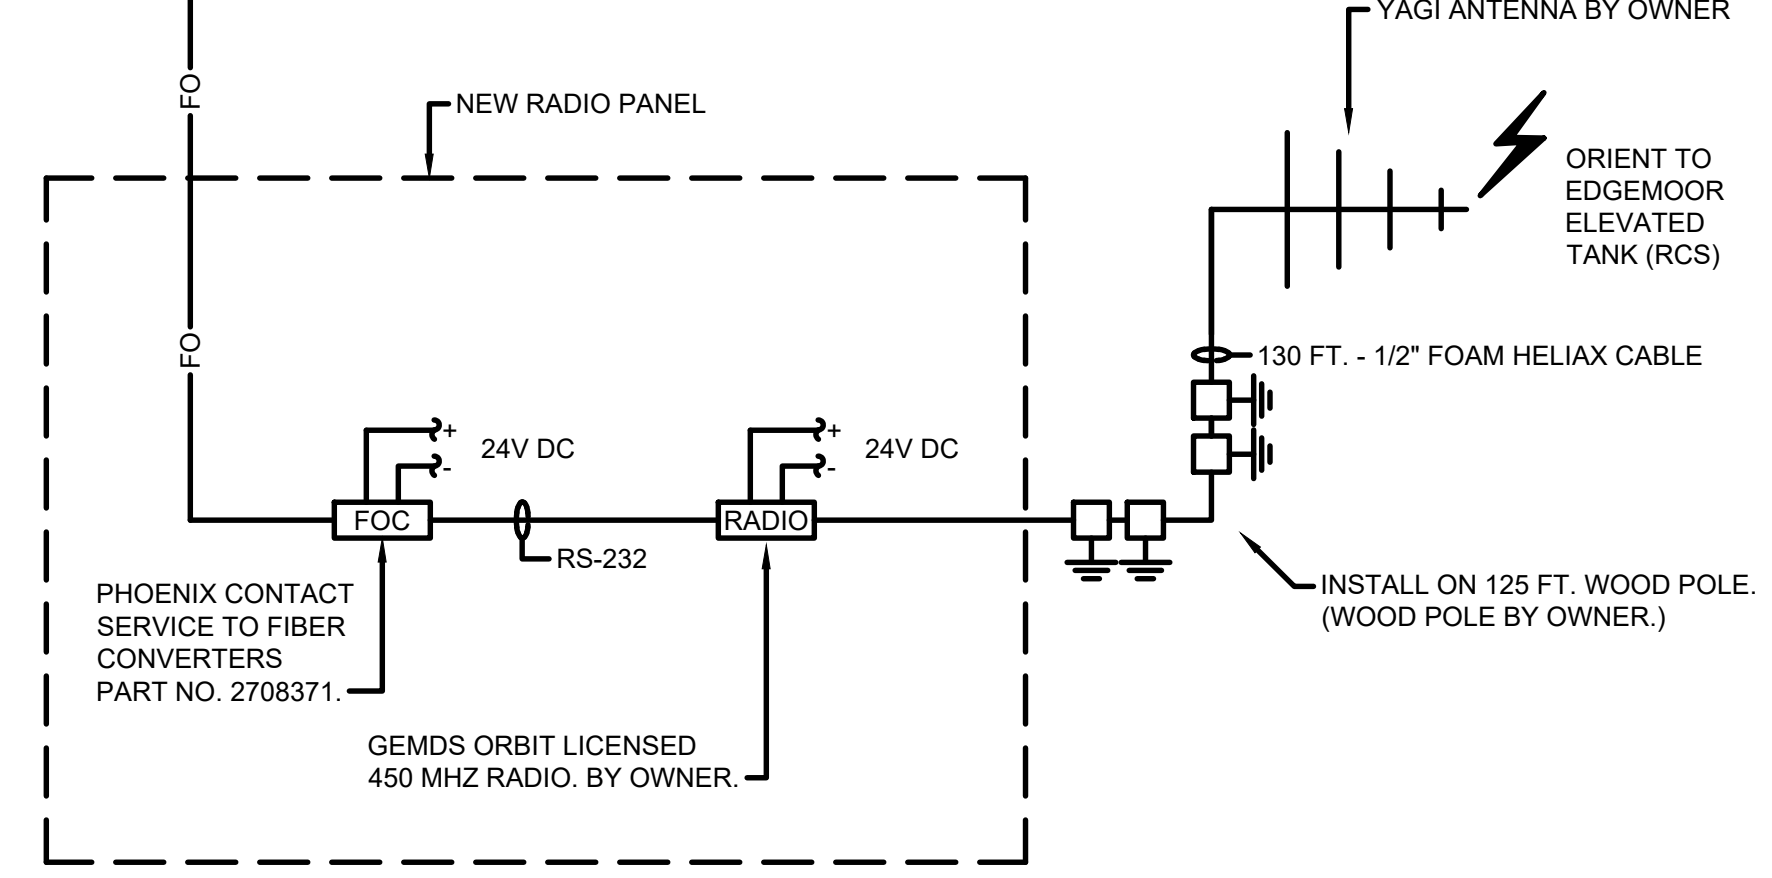 YAGI ANTENNA BY OWNER
FO
NEW RADIO PANEL
ORIENT TO
EDGEMOOR
ELEVATED
TANK (RCS)
FO
130 FT. - 1/2" FOAM HELIAX CABLE
+
-
24V DC
+
-
24V DC
FOC
RADIO
RS-232
PHOENIX CONTACT
SERVICE TO FIBER
CONVERTERS
PART NO. 2708371.
INSTALL ON 125 FT. WOOD POLE.
(WOOD POLE BY OWNER.)
GEMDS ORBIT LICENSED
450 MHZ RADIO. BY OWNER.